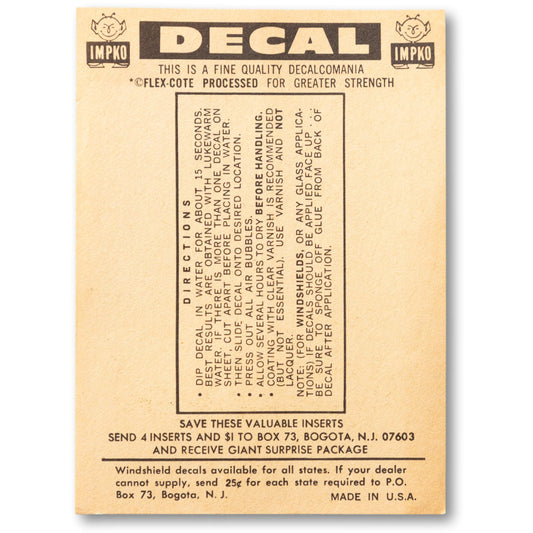 IMPKO DECAL IMPKO
THIS IS A FINE QUALITY DECALCOMANIA
*©FLEX-COTE PROCESSED FOR GREATER STRENGTH
DIRECTIONS
• DIP DECAL IN WATER FOR ABOUT 15 SECONDS.
BEST RESULTS ARE OBTAINED WITH LUKEWARM
WATER. IF THERE IS MORE THAN ONE DECAL ON
SHEET, CUT APART BEFORE PLACING IN WATER.
• THEN SLIDE DECAL ONTO DESIRED LOCATION.
• PRESS OUT ALL AIR BUBBLES.
• ALLOW SEVERAL HOURS TO DRY BEFORE HANDLING.
• COATING WITH CLEAR VARNISH IS RECOMMENDED
(BUT NOT ESSENTIAL). USE VARNISH AND NOT
LACQUER.
NOTE: (FOR WINDSHIELDS, OR ANY GLASS APPLICA-
TIONS) IF DECALS SHOULD BE APPLIED FACE UP ...
BE SURE TO SPONGE OFF GLUE FROM BACK OF
DECAL AFTER APPLICATION.
SAVE THESE VALUABLE INSERTS
SEND 4 INSERTS AND $1 TO BOX 73, BOGOTA, N.J. 07603
AND RECEIVE GIANT SURPRISE PACKAGE
Windshield decals available for all states. If your dealer
cannot supply, send 25¢ for each state required to P.O.
Box 73, Bogota, N. J. MADE IN U.S.A.